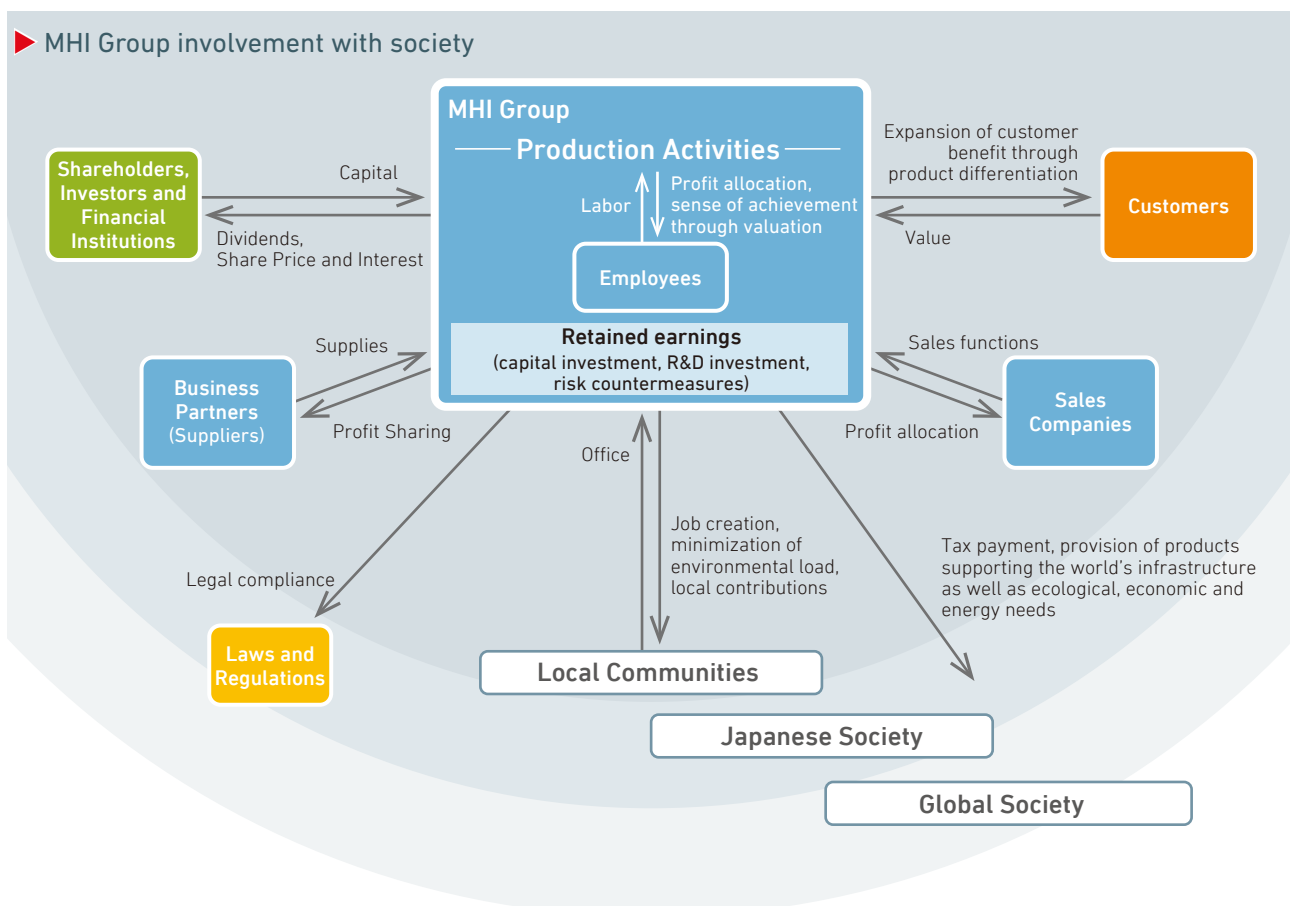 MHI Group involvement with society
MHI Group
Production Activities
Labor
Profit allocation,
sense of achievement
through valuation
Employees
Retained earnings
(capital investment, R&D investment,
risk countermeasures)
Shareholders,
Investors and
Financial
Institutions
Capital
Dividends,
Share Price and Interest
Expansion of customer
benefit through
product differentiation
Value
Customers
Business
Partners
(Suppliers)
Supplies
Profit Sharing
Sales functions
Profit allocation
Sales
Companies
Legal compliance
Laws and
Regulations
Office
Job creation,
minimization of
environmental load,
local contributions
Tax payment, provision of products
supporting the world's infrastructure
as well as ecological, economic and
energy needs
Local Communities
Japanese Society
Global Society